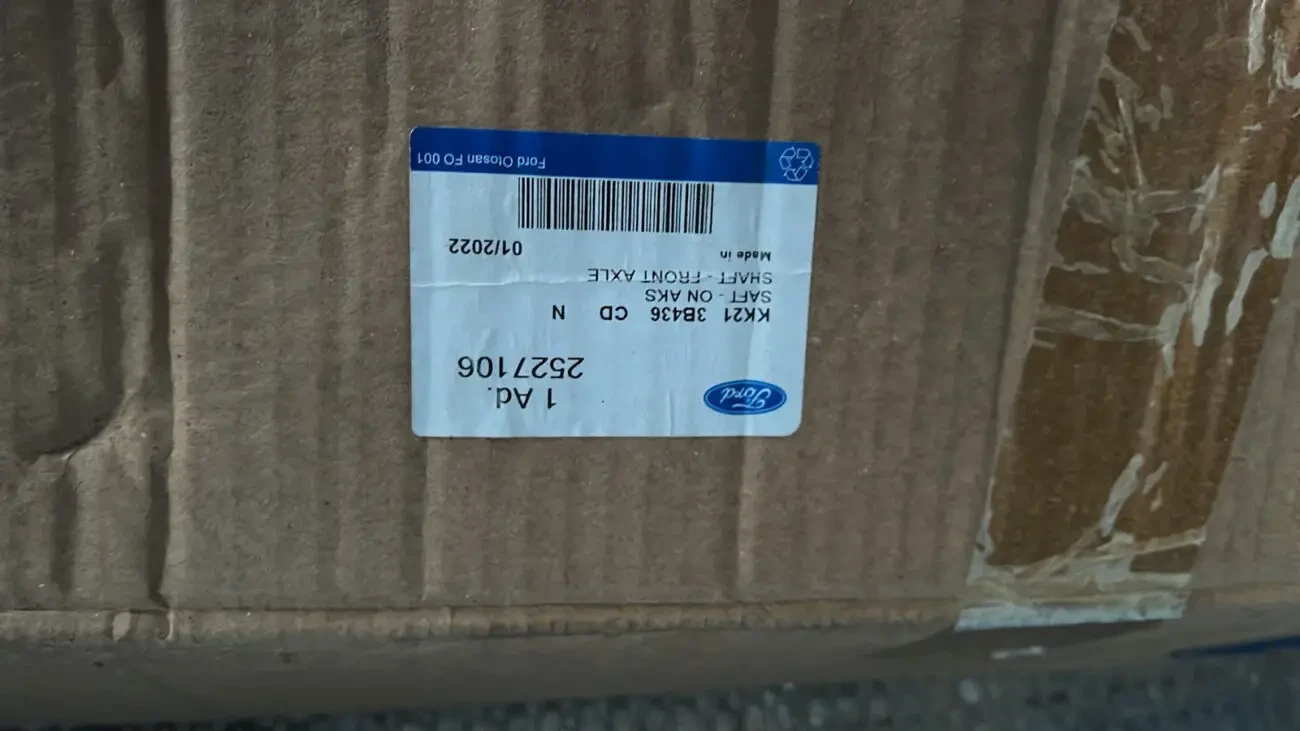 Ford
1 Ad.
2527106
KK21 3B436 CD N
SAFT - ON AKS
SHAFT - FRONT AXLE
Made in 01/2022
Ford Otosan FO 001